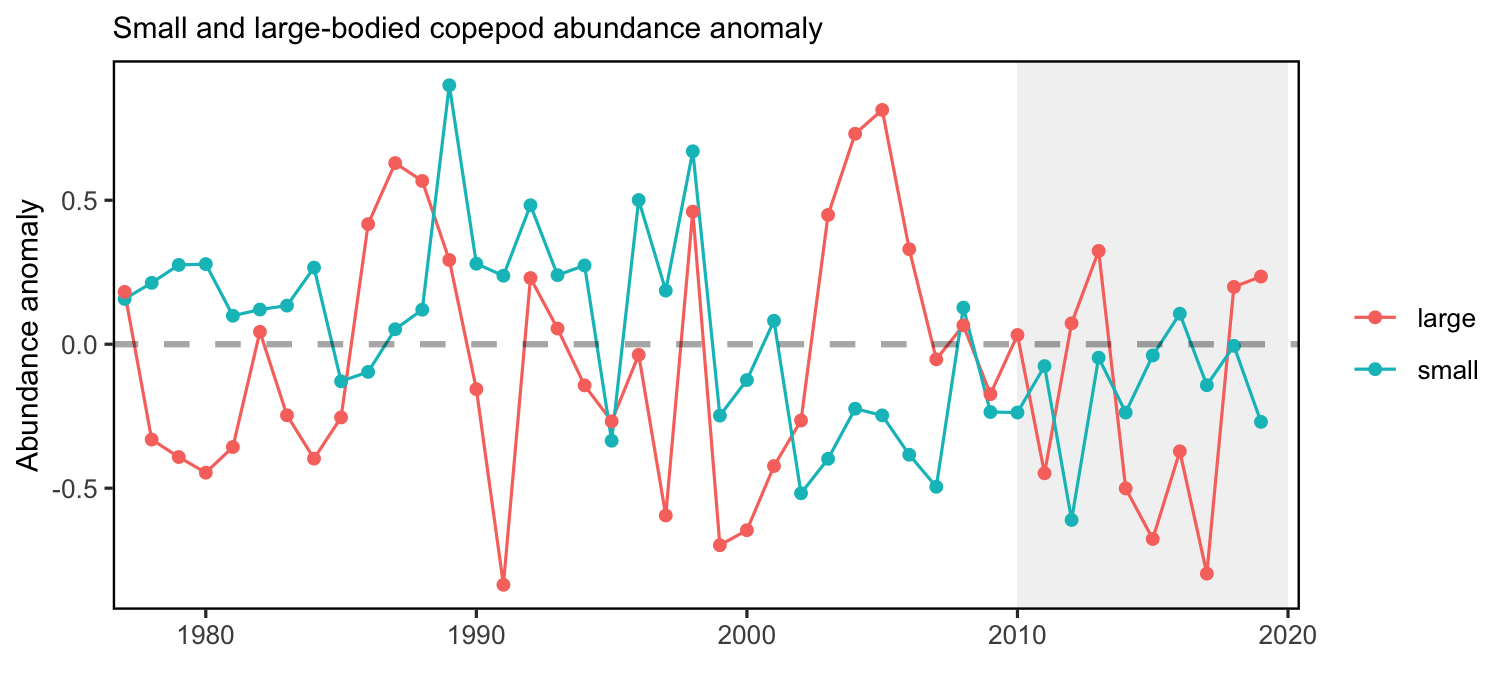 Small and large-bodied copepod abundance anomaly
Abundance anomaly
0.5
0.0
-0.5
1980
1990
2000
2010
2020
large
small